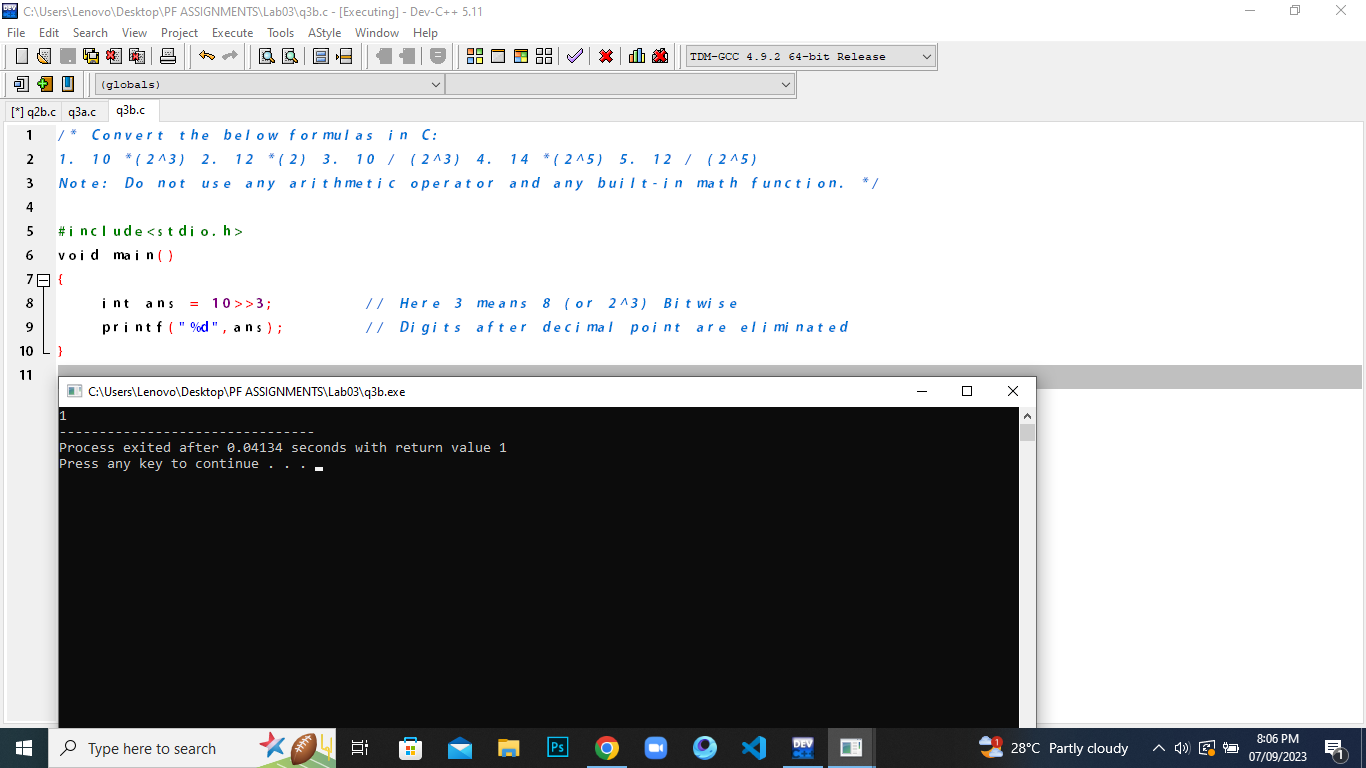 C:\Users\Lenovo\Desktop\PF ASSIGNMENTS\Lab03\q3b.c - [Executing] - Dev-C++ 5.11
File Edit Search View Project Execute Tools AStyle Window Help
TDM-GCC 4.9.2 64-bit Release
(globals)
[*] q2b.c q3a.c q3b.c
1 /* Convert the below formulas in C:
2 1. 10 *(2^3) 2. 12 *(2) 3. 10 / (2^3) 4. 14 *(2^5) 5. 12 / (2^5)
3 Note: Do not use any arithmetic operator and any built-in math function. */
4
5 #include<stdio.h>
6 void main()
7 {
8 int ans = 10>>3; // Here 3 means 8 (or 2^3) Bitwise
9 printf("%d",ans); // Digits after decimal point are eliminated
10 }
11
C:\Users\Lenovo\Desktop\PF ASSIGNMENTS\Lab03\q3b.exe
1
--------------------------------
Process exited after 0.04134 seconds with return value 1
Press any key to continue . . .
Type here to search
Ps
DEV
1
28°C Partly cloudy
8:06 PM
07/09/2023
1